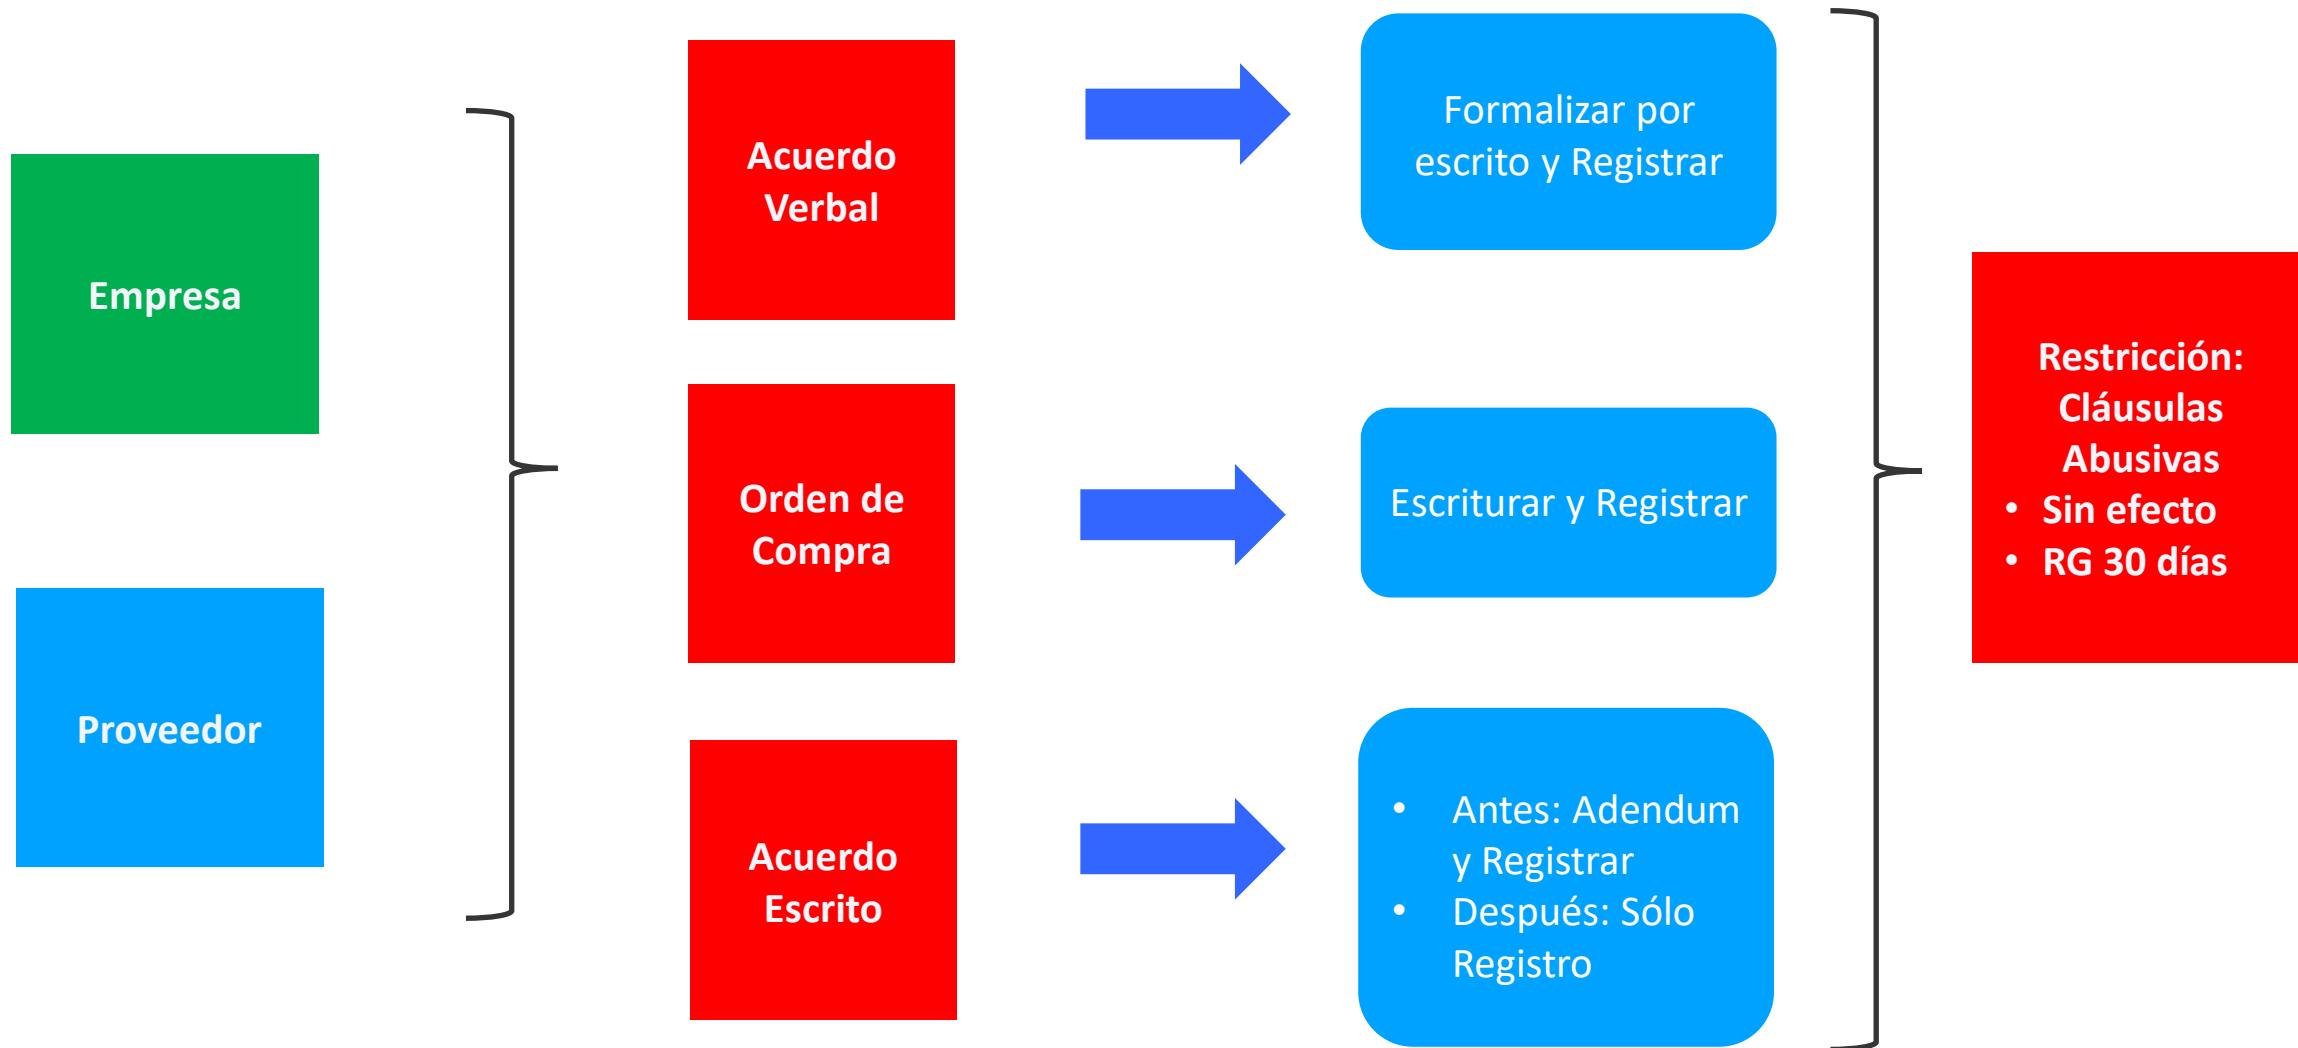 Empresa
Proveedor
Acuerdo
Verbal
Orden de
Compra
Acuerdo
Escrito
Formalizar por
escrito y Registrar
Escriturar y Registrar
• Antes: Adendum
y Registrar
• Después: Sólo
Registro
Restricción:
Cláusulas
Abusivas
• Sin efecto
• RG 30 días